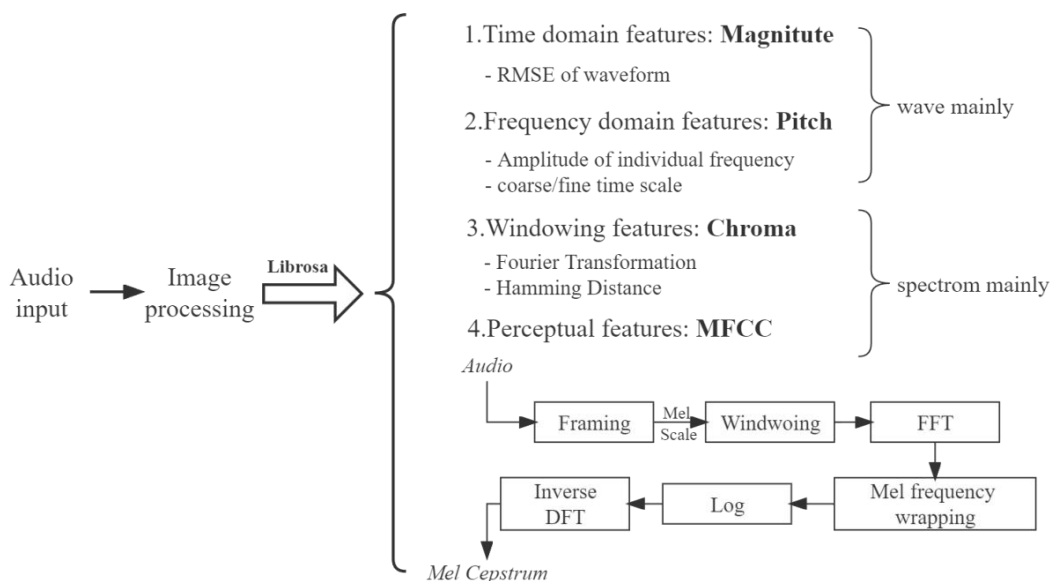 Audio
input
Image
processing
Librosa
1.Time domain features: Magnitute
- RMSE of waveform
2.Frequency domain features: Pitch
- Amplitude of individual frequency
- coarse/fine time scale
wave mainly
3.Windowing features: Chroma
- Fourier Transformation
- Hamming Distance
4.Perceptual features: MFCC
spectrom mainly
Audio
Framing
Mel
Scale
Windwoing
FFT
Mel frequency
wrapping
Log
Inverse
DFT
Mel Cepstrum